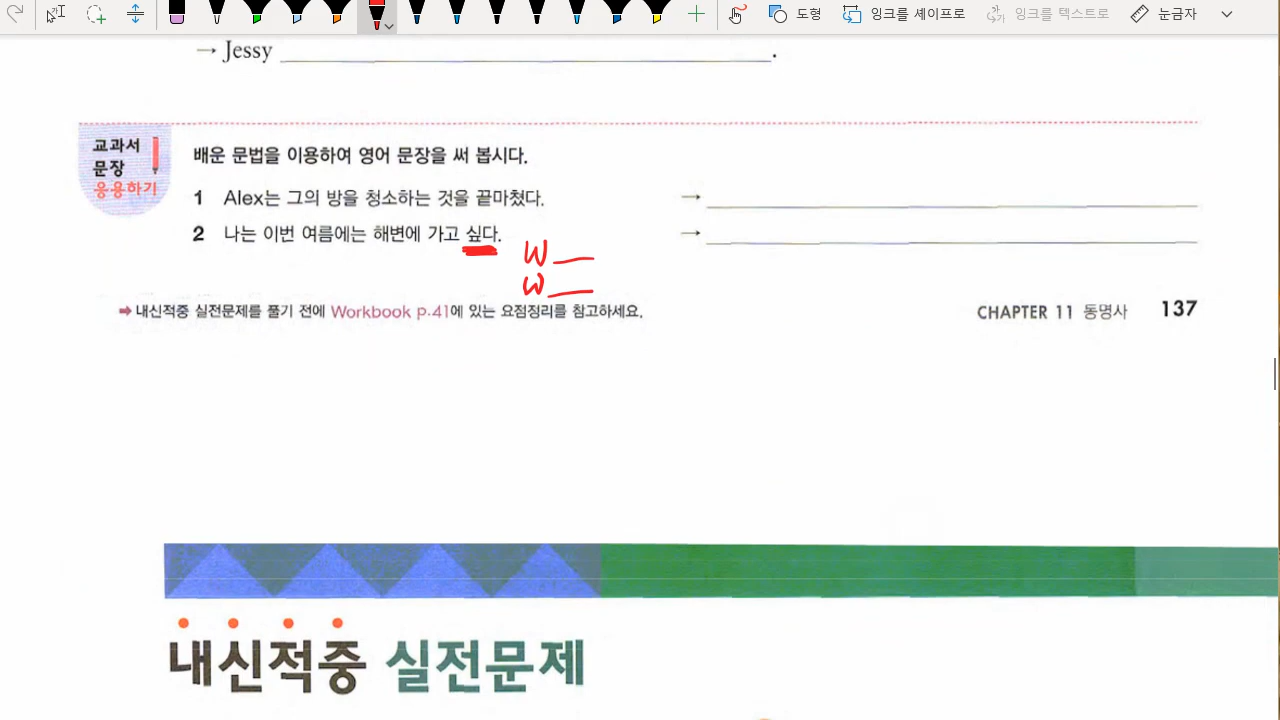 잉크를 셰이프로 잉크를 텍스트로 눈금자
→ Jessy .
교과서
문장
응용하기
배운 문법을 이용하여 영어 문장을 써 봅시다.
1 Alex는 그의 방을 청소하는 것을 끝마쳤다. →
2 나는 이번 여름에는 해변에 가고 싶다. →
W
W
➡ 내신적중 실전문제를 풀기 전에 Workbook p.41에 있는 요점정리를 참고하세요.
CHAPTER 11 동명사 137
내신적중 실전문제